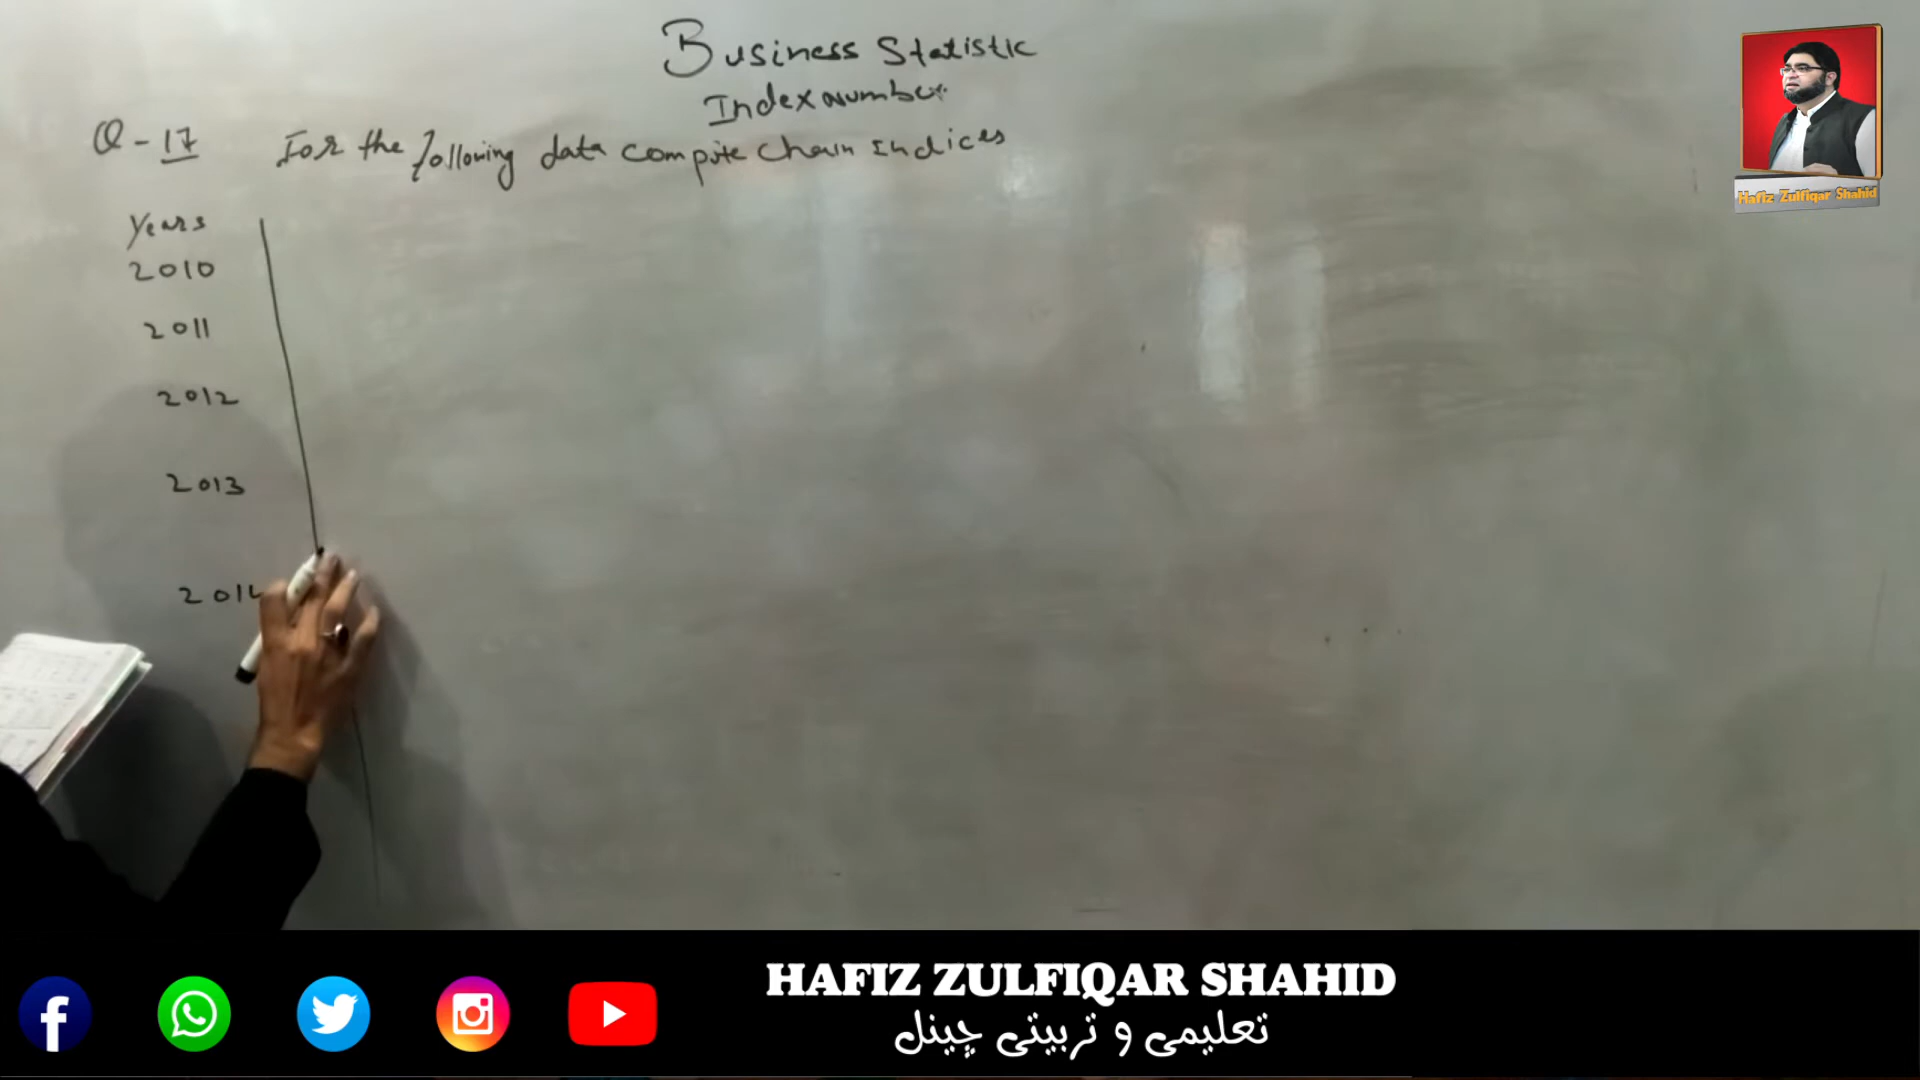 Business Statistic
Index Number
Q-17 For the following data compute chain Indices
Years
2010
2011
2012
2013
2014
Hafiz Zulfiqar Shahid
HAFIZ ZULFIQAR SHAHID
تعلیمی و تربیتی چینل